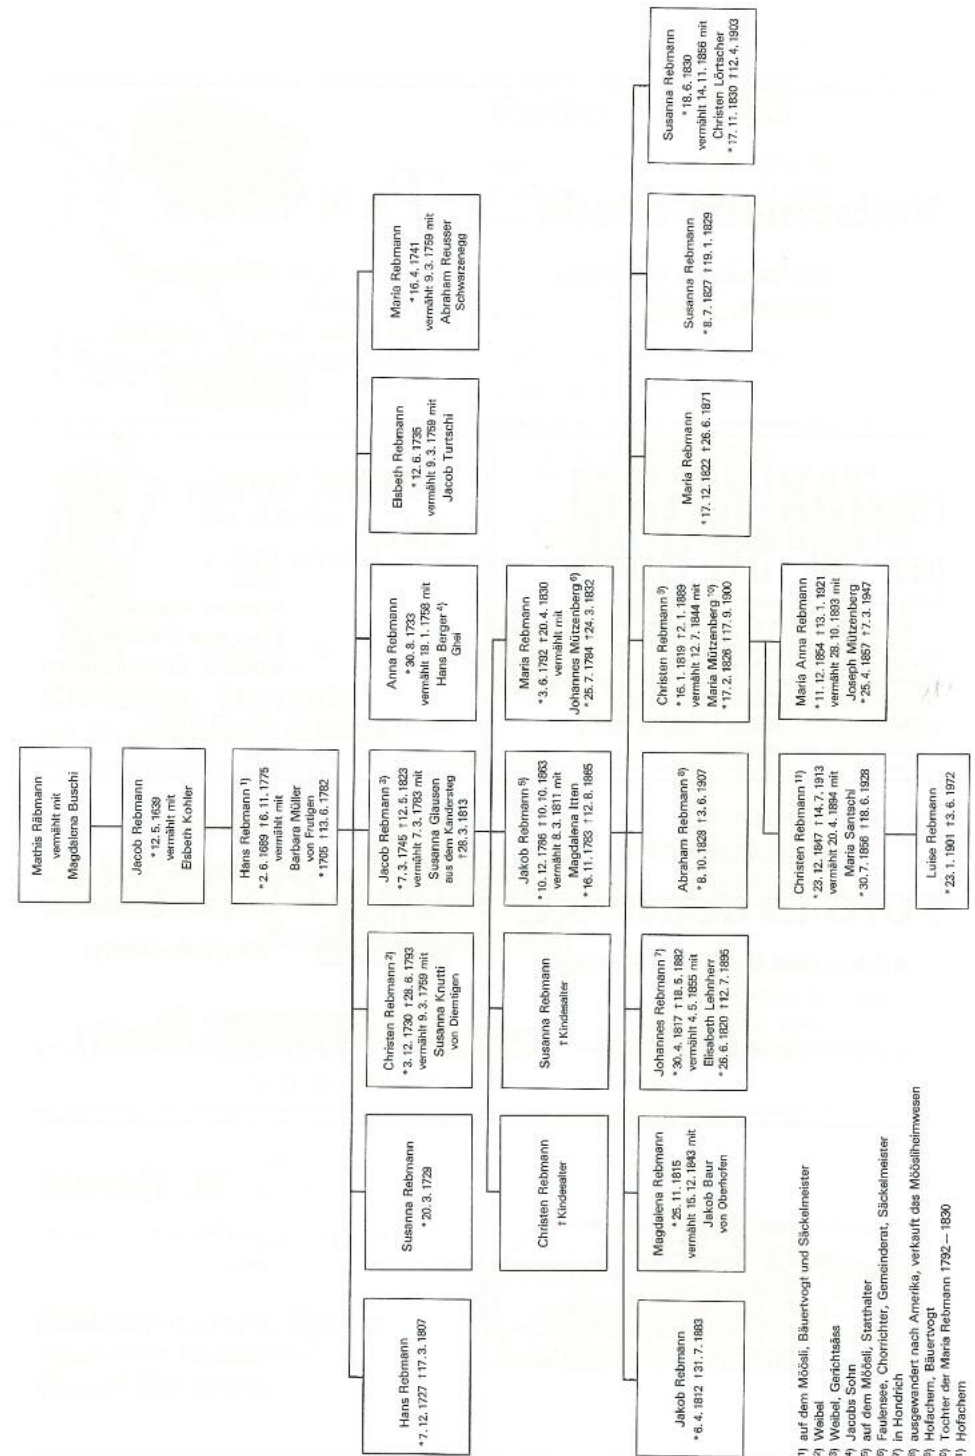 Mathis Räbmann
vermählt mit
Magdalena Buschi
Jacob Rebmann
* 12. 5. 1639
vermählt mit
Elsbeth Kohler
Hans Rebmann 1)
* 2. 8. 1689 †6. 11. 1775
vermählt mit
Barbara Müller
von Frutigen
* 1705 †13. 6. 1782
Hans Rebmann
* 7. 12. 1727 †17. 3. 1807
Susanna Rebmann
* 20. 3. 1729
Christen Rebmann 2)
* 3. 12. 1730 †28. 6. 1793
vermählt 9. 3. 1759 mit
Susanna Knutti
von Diemtigen
Jacob Rebmann 3)
* 7. 3. 1745 †12. 5. 1823
vermählt 7. 3. 1783 mit
Susanna Glausen
aus dem Kandersteg
†28. 3. 1813
Anna Rebmann
* 30. 8. 1733
vermählt 19. 1. 1758 mit
Hans Berger 4)
Ghei
Elsbeth Rebmann
* 12. 6. 1735
vermählt 9. 3. 1759 mit
Jacob Turtschi
Maria Rebmann
* 16. 4. 1741
vermählt 9. 3. 1759 mit
Abraham Reusser
Schwarzenegg
Christen Rebmann
† Kindesalter
Susanna Rebmann
† Kindesalter
Jakob Rebmann 5)
* 10. 12. 1786 †10. 10. 1863
vermählt 8. 3. 1811 mit
Magdalena Itten
* 16. 11. 1783 †12. 8. 1865
Maria Rebmann
* 3. 6. 1792 †20. 4. 1830
vermählt mit
Johannes Mützenberg 6)
* 25. 7. 1784 †24. 3. 1832
Jakob Rebmann
* 6. 4. 1812 †31. 7. 1883
Magdalena Rebmann
* 25. 11. 1815
vermählt 15. 12. 1843 mit
Jakob Baur
von Oberhofen
Johannes Rebmann 7)
* 30. 4. 1817 †18. 5. 1882
vermählt 4. 5. 1855 mit
Elisabeth Lehnherr
* 26. 6. 1820 †12. 7. 1895
Abraham Rebmann 8)
* 8. 10. 1828 †3. 6. 1907
Christen Rebmann 9)
* 16. 1. 1819 †2. 1. 1889
vermählt 12. 7. 1844 mit
Maria Mützenberg 10)
* 17. 2. 1826 †17. 9. 1900
Maria Rebmann
* 17. 12. 1822 †26. 6. 1871
Susanna Rebmann
* 8. 7. 1827 †19. 1. 1829
Susanna Rebmann
* 18. 6. 1830
vermählt 14. 11. 1856 mit
Christen Lörtscher
* 17. 11. 1830 †12. 4. 1903
Christen Rebmann 11)
* 23. 12. 1847 †14. 7. 1913
vermählt 20. 4. 1894 mit
Maria Santschi
* 30. 7. 1856 †18. 6. 1928
Maria Anna Rebmann
* 11. 12. 1854 †13. 1. 1921
vermählt 28. 10. 1893 mit
Joseph Mützenberg
* 25. 4. 1857 †7. 3. 1947
Luise Rebmann
* 23. 1. 1901 †3. 6. 1972
1) auf dem Möösli, Bäuertvogt und Säckelmeister
2) Weibel
3) Weibel, Gerichtsäss
4) Jacobs Sohn
5) auf dem Möösli, Statthalter
6) Faulensee, Chorrichter, Gemeinderat, Säckelmeister
7) in Hondrich
8) ausgewandert nach Amerika, verkauft das Mööslihelmwesen
9) Hofachern, Bäuertvogt
10) Tochter der Maria Rebmann 1792 – 1830
11) Hofachern